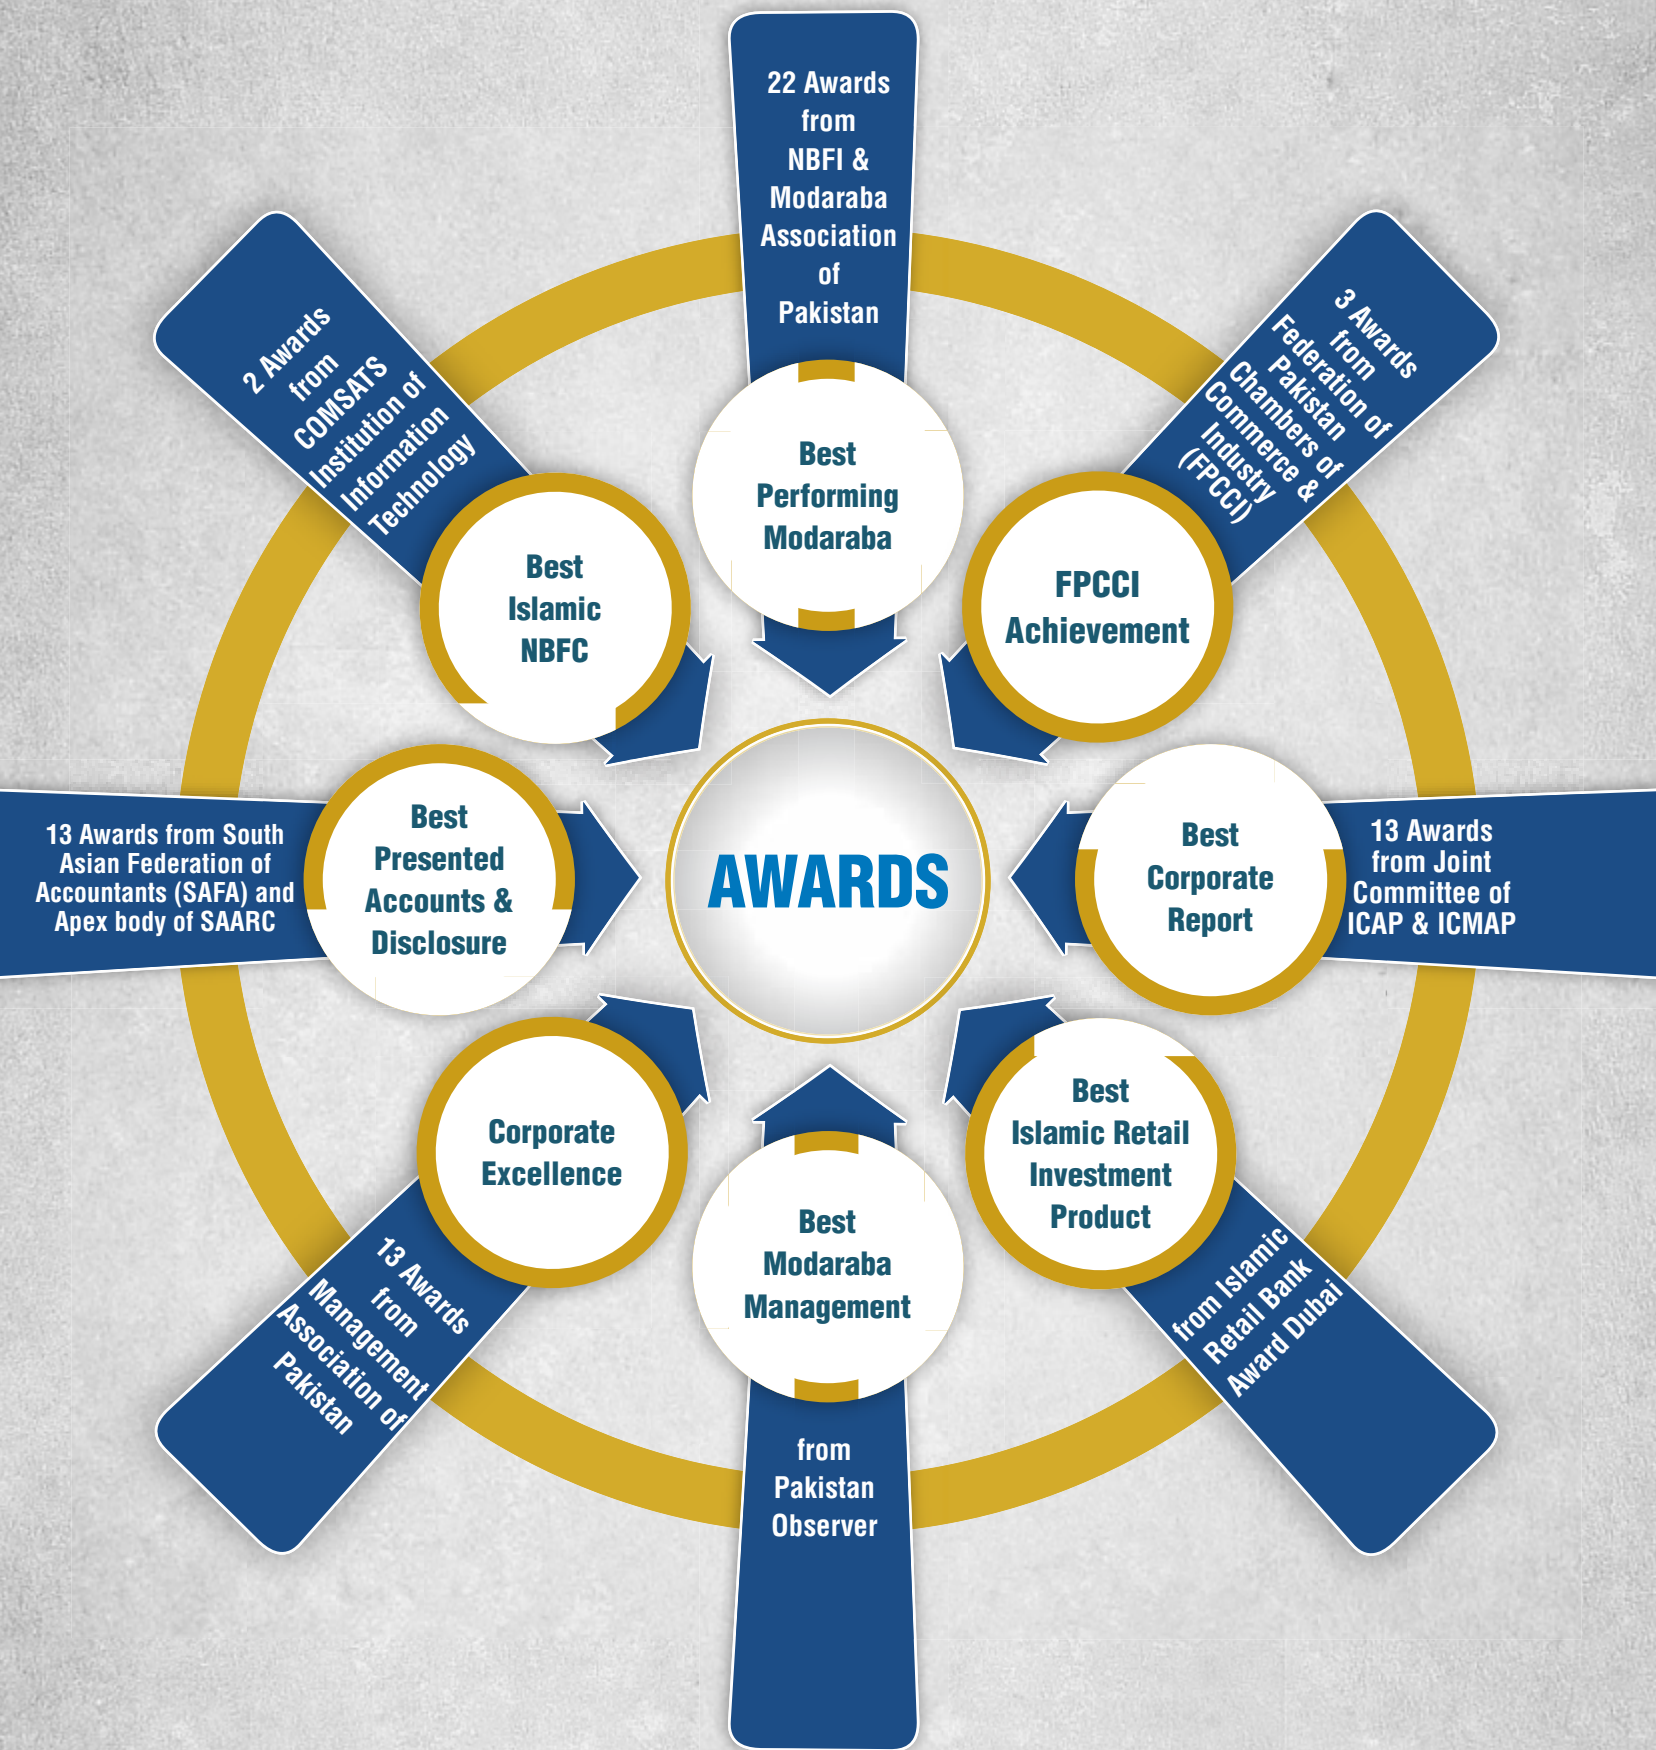 22 Awards
from
NBFI &
Modaraba
Association
of
Pakistan
Best
Performing
Modaraba
3 Awards
from
Federation of
Pakistan
Chambers of
Commerce &
Industry
(FPCCI)
FPCCI
Achievement
13 Awards
from Joint
Committee of
ICAP & ICMAP
Best
Corporate
Report
from Islamic
Retail Bank
Award Dubai
Best
Islamic Retail
Investment
Product
from
Pakistan
Observer
Best
Modaraba
Management
13 Awards
from
Management
Association of
Pakistan
Corporate
Excellence
13 Awards from South
Asian Federation of
Accountants (SAFA) and
Apex body of SAARC
Best
Presented
Accounts &
Disclosure
2 Awards
from
COMSATS
Institution of
Information
Technology
Best
Islamic
NBFC
AWARDS